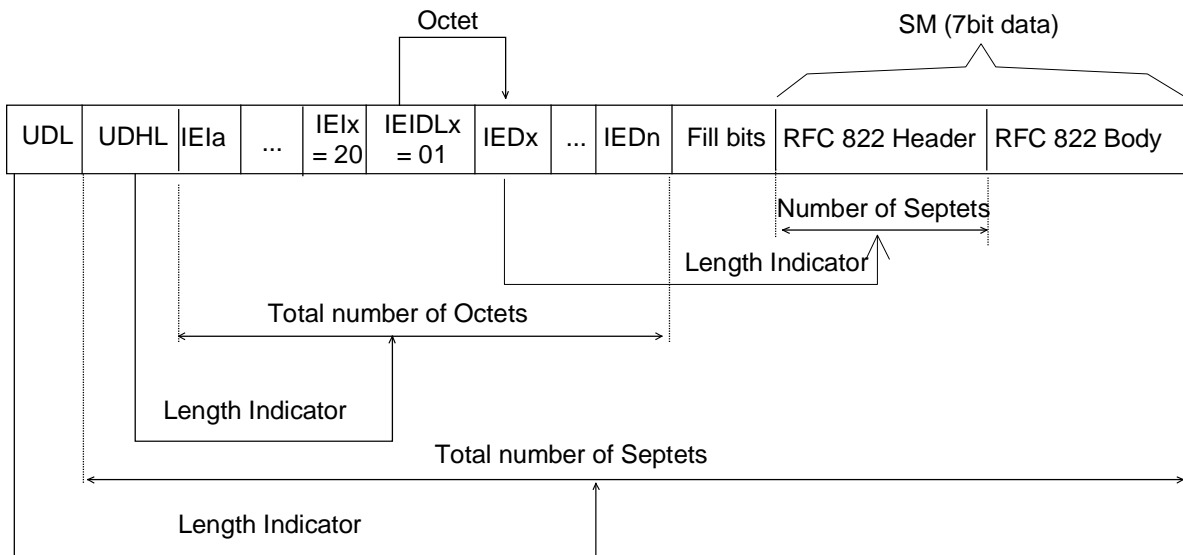 Octet
SM (7bit data)
UDL UDHL IEIa ... IEIx = 20 IEIDLx = 01 IEDx ... IEDn Fill bits RFC 822 Header RFC 822 Body
Number of Septets
Length Indicator
Total number of Octets
Length Indicator
Total number of Septets
Length Indicator